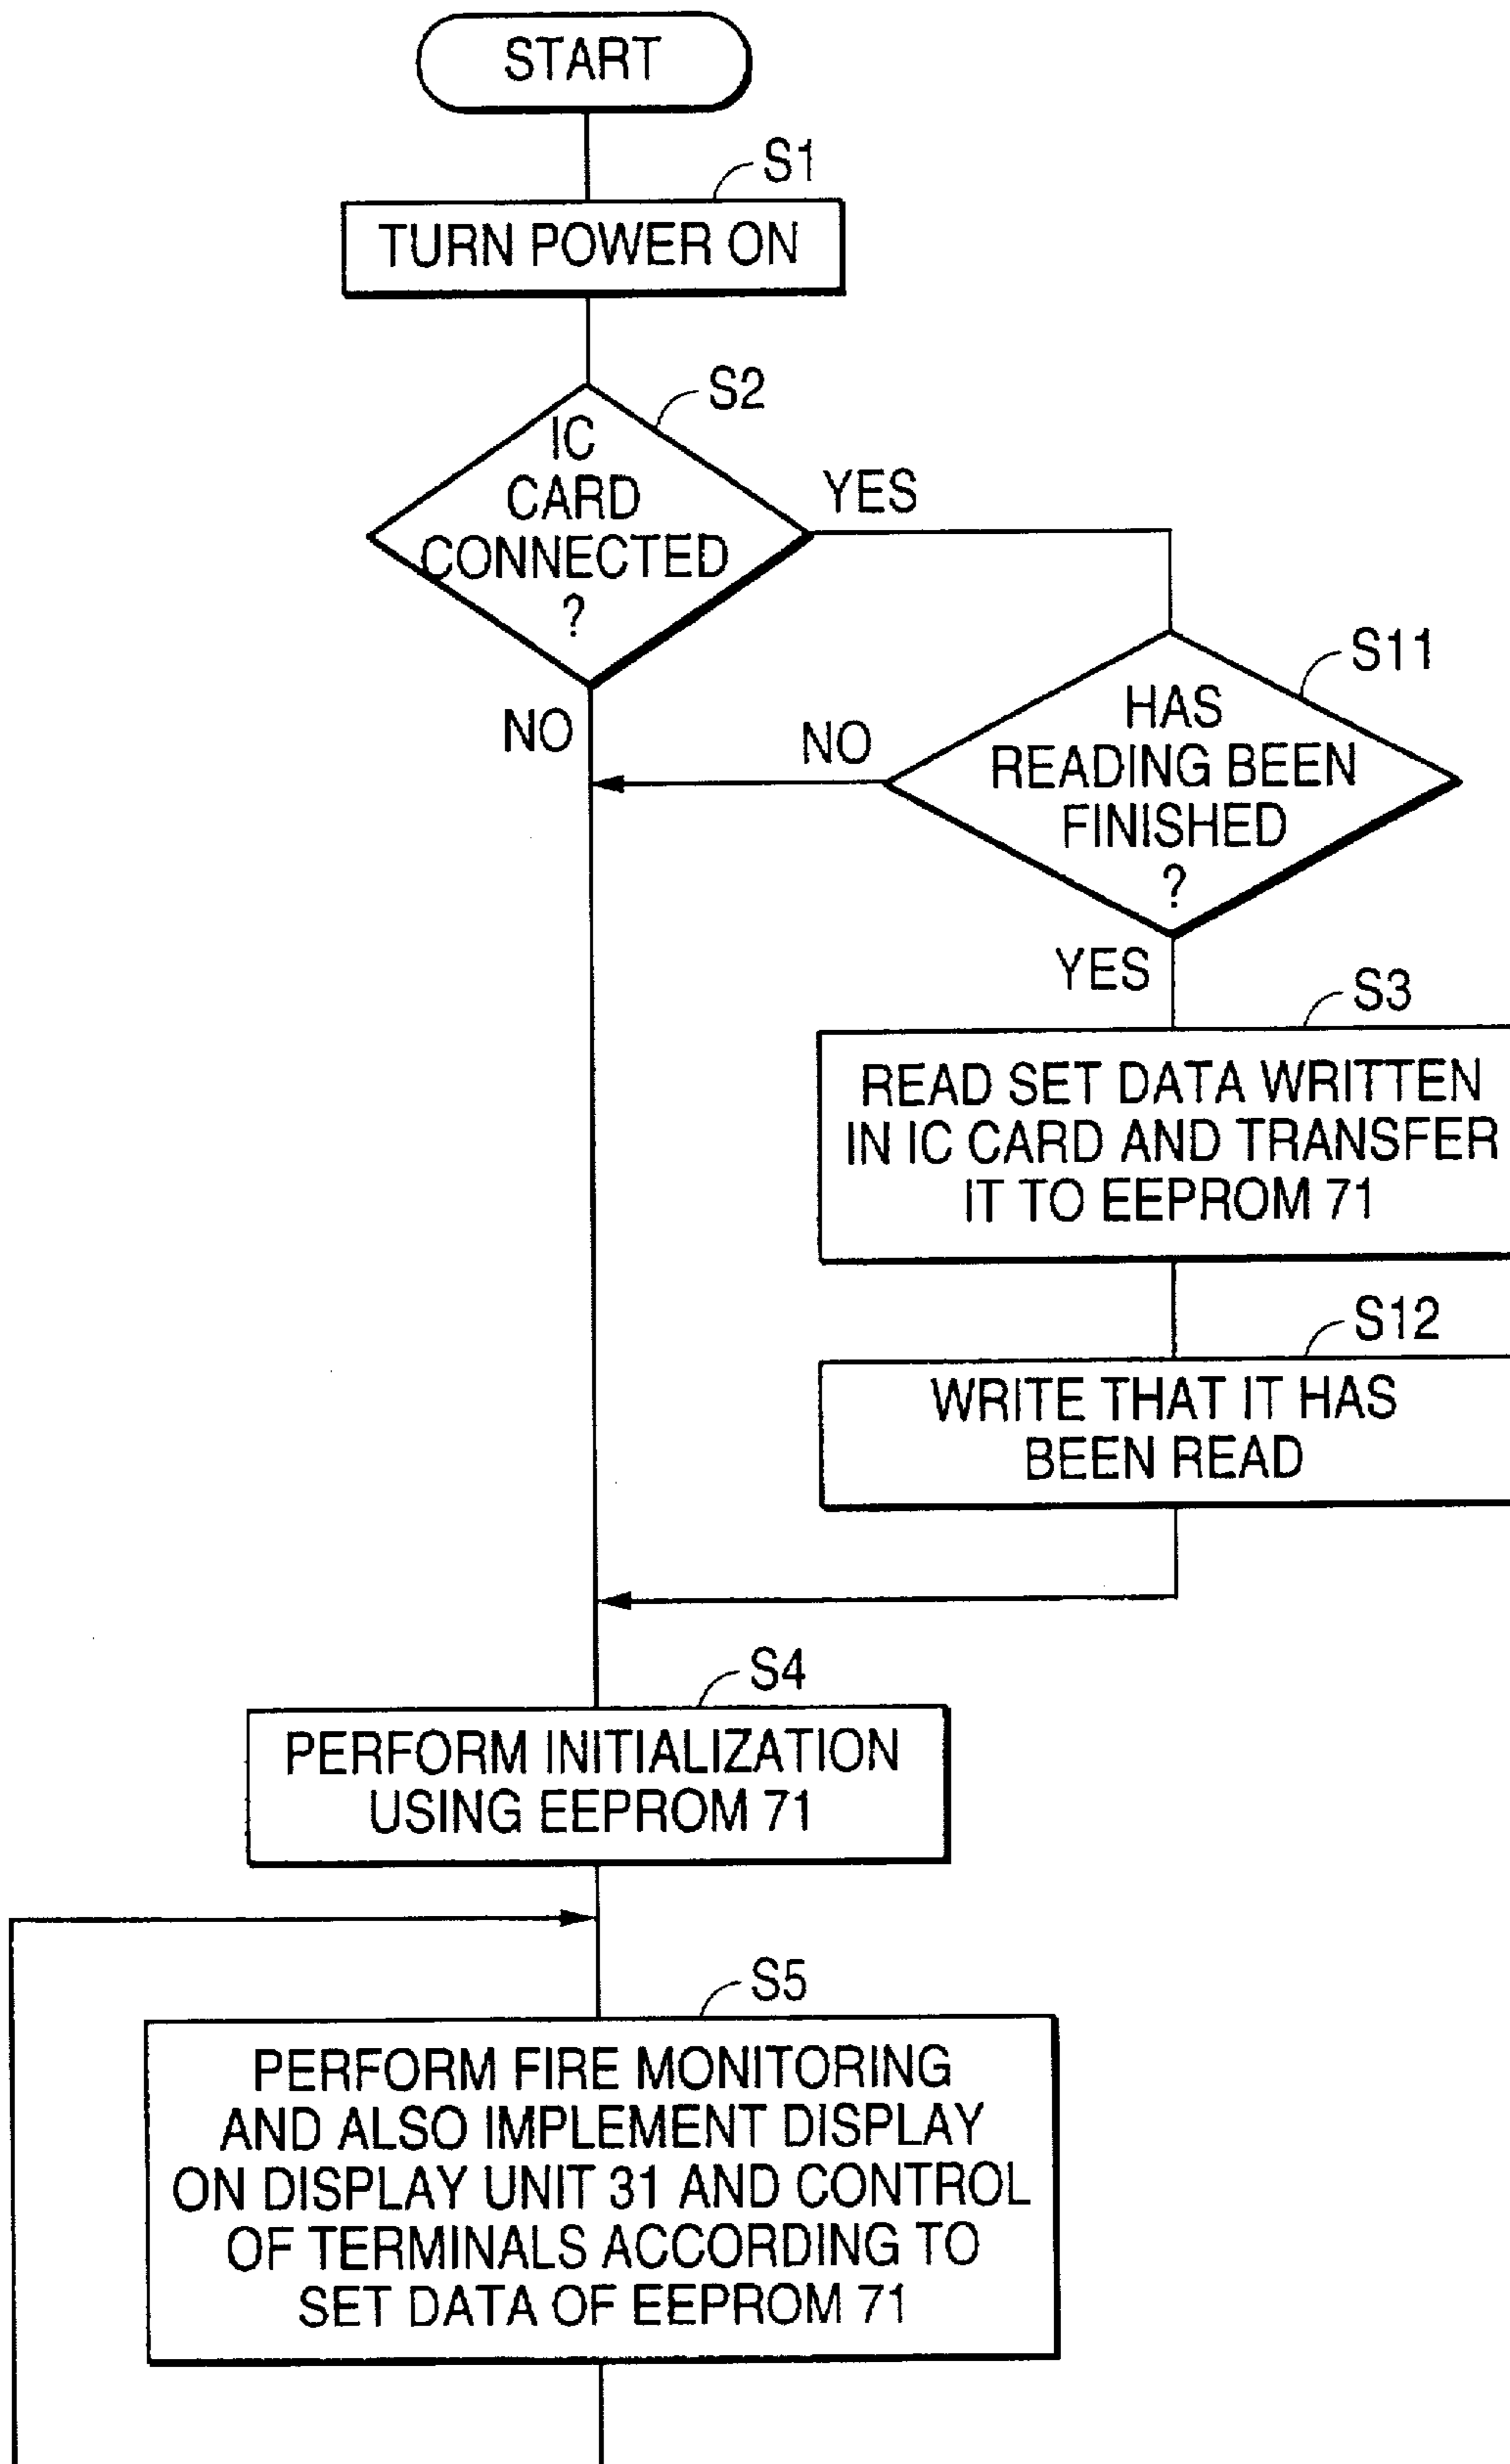 START
S1
TURN POWER ON
S2
IC
CARD
CONNECTED
?
YES
NO
S11
HAS
READING BEEN
FINISHED
?
NO
YES
S3
READ SET DATA WRITTEN
IN IC CARD AND TRANSFER
IT TO EEPROM 71
S12
WRITE THAT IT HAS
BEEN READ
S4
PERFORM INITIALIZATION
USING EEPROM 71
S5
PERFORM FIRE MONITORING
AND ALSO IMPLEMENT DISPLAY
ON DISPLAY UNIT 31 AND CONTROL
OF TERMINALS ACCORDING TO
SET DATA OF EEPROM 71